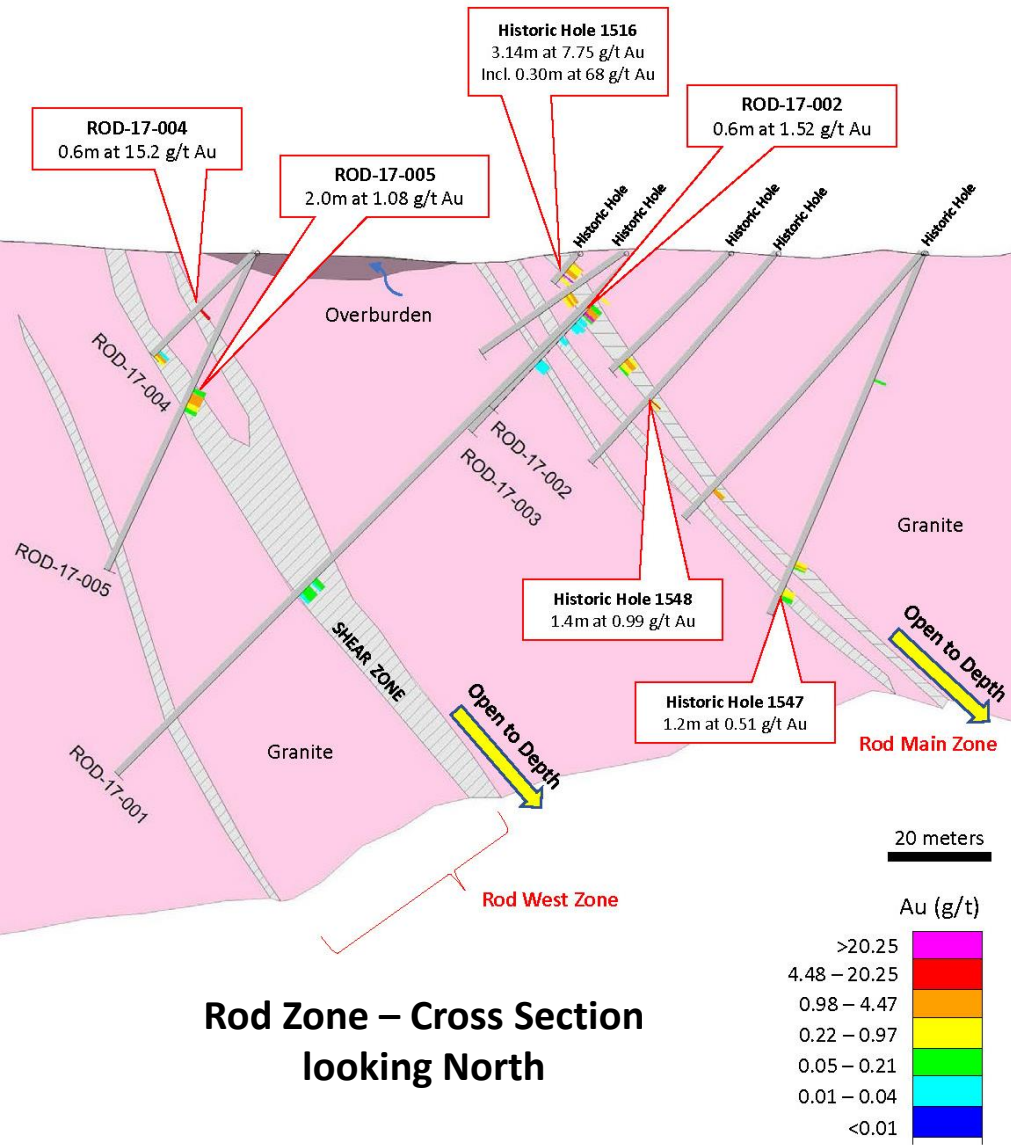 Historic Hole 1516
3.14m at 7.75 g/t Au
Incl. 0.30m at 68 g/t Au
ROD-17-002
0.6m at 1.52 g/t Au
ROD-17-004
0.6m at 15.2 g/t Au
ROD-17-005
2.0m at 1.08 g/t Au
Historic Hole
Historic Hole
Historic Hole
Historic Hole
Historic Hole
Overburden
ROD-17-004
ROD-17-002
ROD-17-003
Granite
ROD-17-005
Historic Hole 1548
1.4m at 0.99 g/t Au
SHEAR ZONE
Open to Depth
Historic Hole 1547
1.2m at 0.51 g/t Au
Rod Main Zone
Open to Depth
Granite
ROD-17-001
20 meters
Rod West Zone
Au (g/t)
>20.25
4.48 – 20.25
0.98 – 4.47
0.22 – 0.97
0.05 – 0.21
0.01 – 0.04
<0.01
Rod Zone – Cross Section
looking North